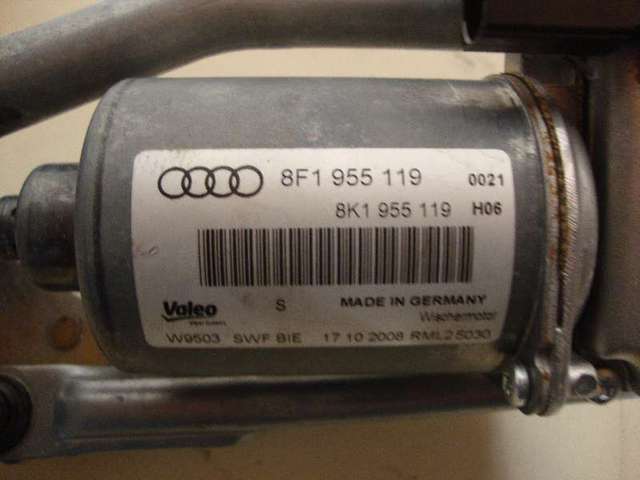 8F1 955 119 0021
8K1 955 119 H06
Valeo S MADE IN GERMANY
Wischermotor
W9503 SWF BIE 17 10 2008 RML2 5030